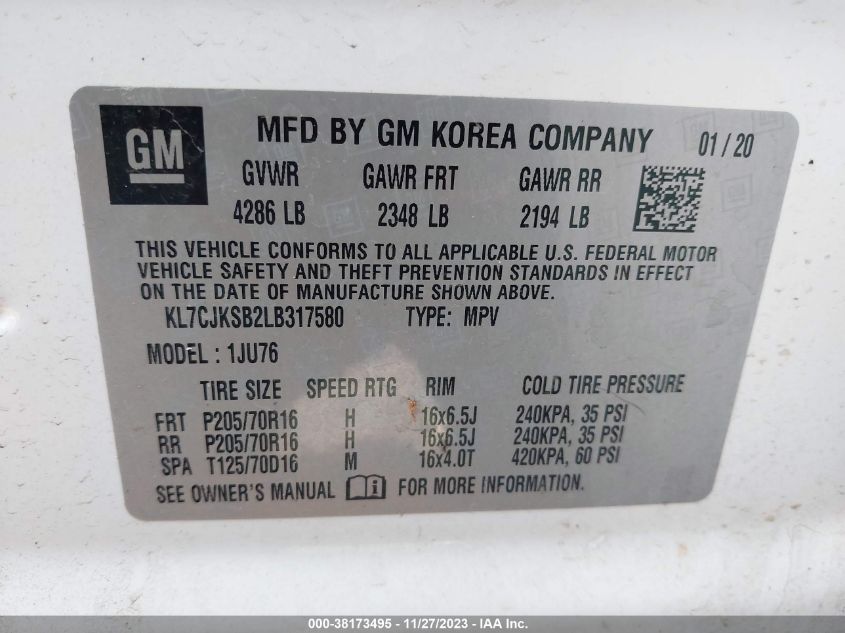 GM
MFD BY GM KOREA COMPANY 01/20
GVWR GAWR FRT GAWR RR
4286 LB 2348 LB 2194 LB
THIS VEHICLE CONFORMS TO ALL APPLICABLE U.S. FEDERAL MOTOR
VEHICLE SAFETY AND THEFT PREVENTION STANDARDS IN EFFECT
ON THE DATE OF MANUFACTURE SHOWN ABOVE.
KL7CJKSB2LB317580 TYPE: MPV
MODEL : 1JU76
TIRE SIZE SPEED RTG RIM COLD TIRE PRESSURE
FRT P205/70R16 H 16x6.5J 240KPA, 35 PSI
RR P205/70R16 H 16x6.5J 240KPA, 35 PSI
SPA T125/70D16 M 16x4.0T 420KPA, 60 PSI
SEE OWNER'S MANUAL FOR MORE INFORMATION.
000-38173495 - 11/27/2023 - IAA Inc.